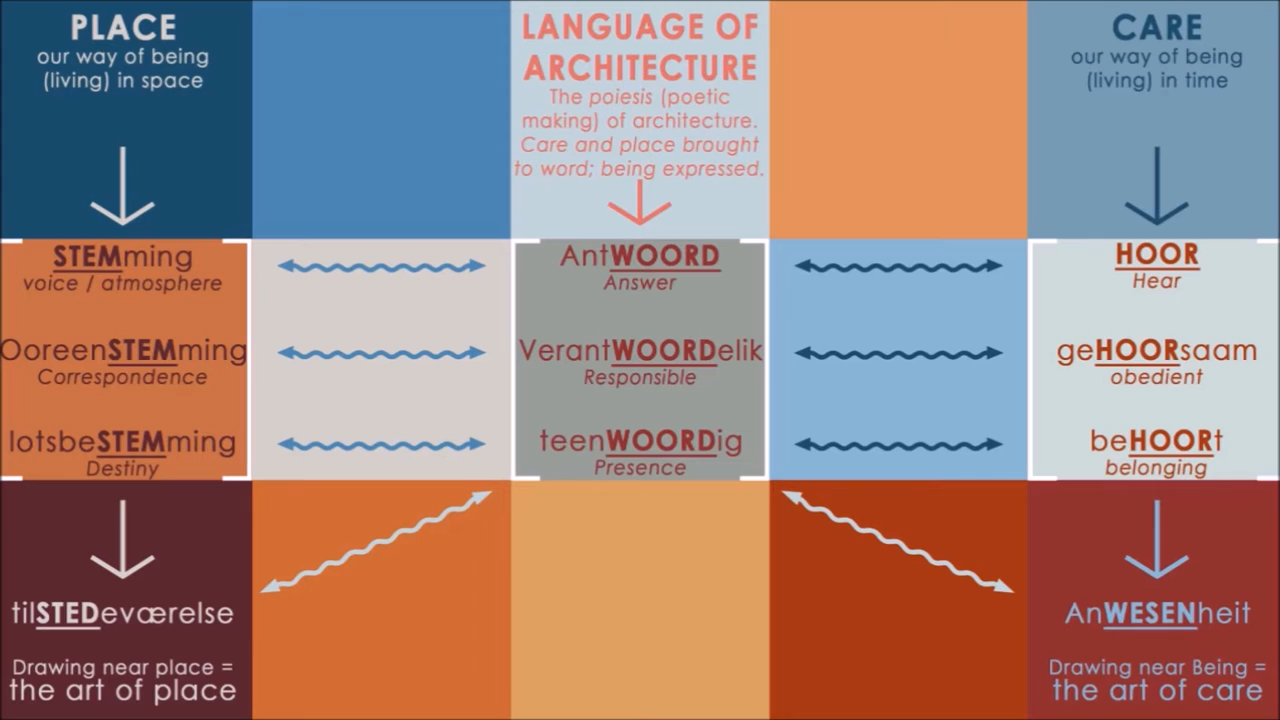 PLACE
our way of being
(living) in space
LANGUAGE OF
ARCHITECTURE
The poiesis (poetic
making) of architecture.
Care and place brought
to word; being expressed.
CARE
our way of being
(living) in time
STEMming
voice / atmosphere
OoreenSTEMming
Correspondence
lotsbeSTEMming
Destiny
AntWOORD
Answer
VerantWOORDelik
Responsible
teenWOORDig
Presence
HOOR
Hear
geHOORsaam
obedient
beHOORt
belonging
tilSTEDeværelse
Drawing near place =
the art of place
AnWESENheit
Drawing near Being =
the art of care